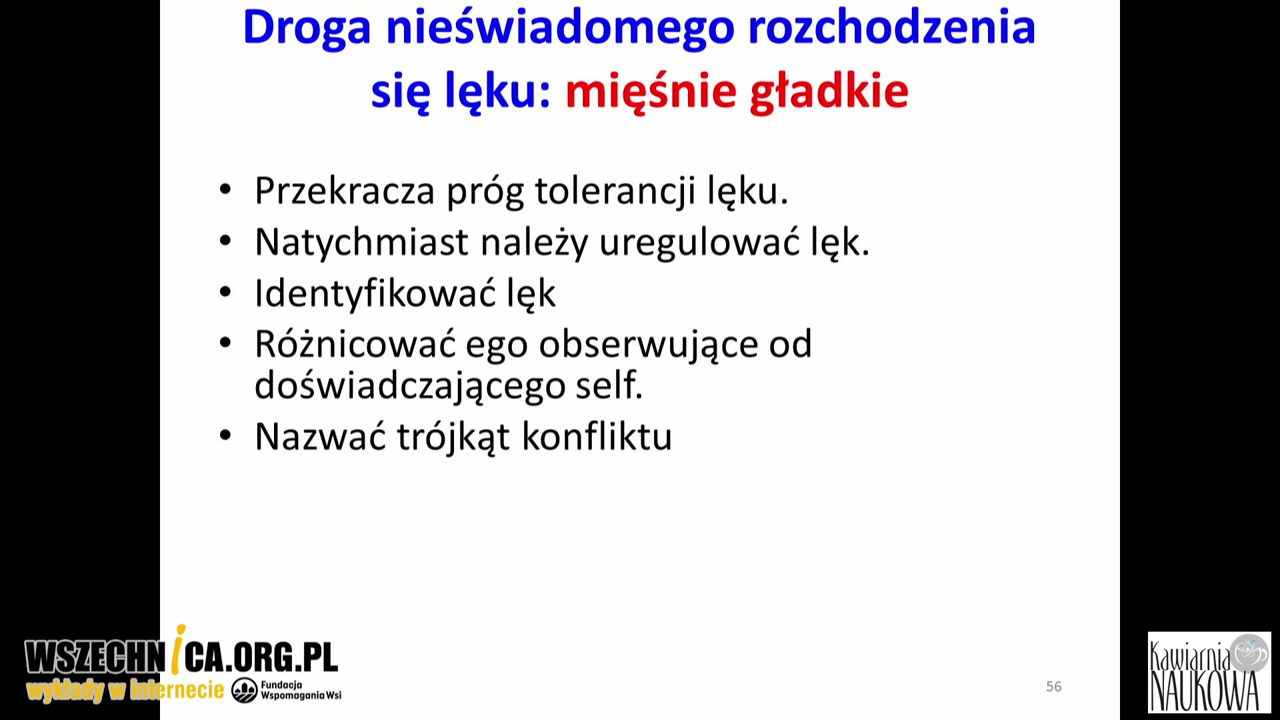 Droga nieświadomego rozchodzenia
się lęku: mięśnie gładkie
• Przekracza próg tolerancji lęku.
• Natychmiast należy uregulować lęk.
• Identyfikować lęk
• Różnicować ego obserwujące od
doświadczającego self.
• Nazwać trójkąt konfliktu
WSZECHNICA.ORG.PL
wykłady w Internecie
Fundacja
Wspomagania Wsi
56
Kawiarnia
NAUKOWA